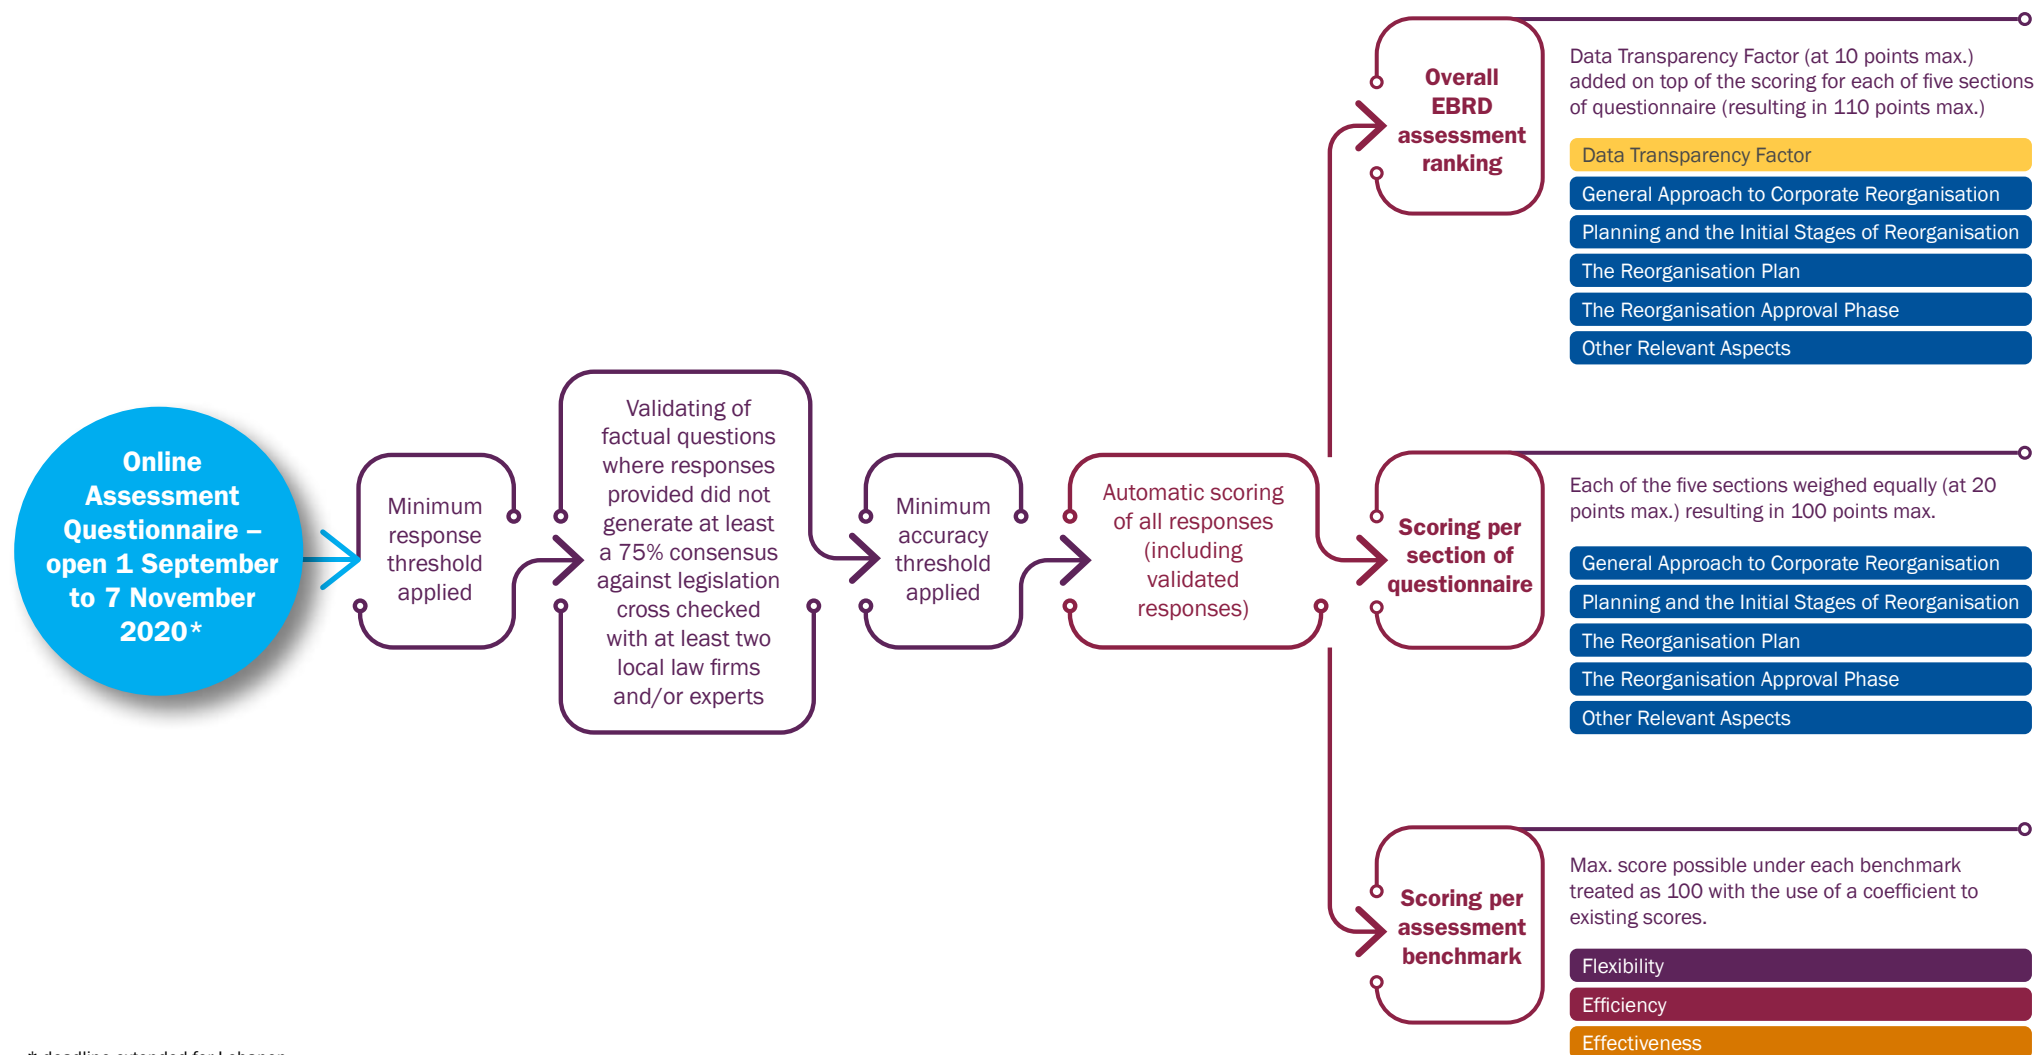 Online
Assessment
Questionnaire –
open 1 September
to 7 November
2020*
Minimum
response
threshold
applied
Validating of
factual questions
where responses
provided did not
generate at least
a 75% consensus
against legislation
cross checked
with at least two
local law firms
and/or experts
Minimum
accuracy
threshold
applied
Automatic scoring
of all responses
(including
validated
responses)
Overall
EBRD
assessment
ranking
Data Transparency Factor (at 10 points max.)
added on top of the scoring for each of five sections
of questionnaire (resulting in 110 points max.)
Data Transparency Factor
General Approach to Corporate Reorganisation
Planning and the Initial Stages of Reorganisation
The Reorganisation Plan
The Reorganisation Approval Phase
Other Relevant Aspects
Scoring per
section of
questionnaire
Each of the five sections weighed equally (at 20
points max.) resulting in 100 points max.
General Approach to Corporate Reorganisation
Planning and the Initial Stages of Reorganisation
The Reorganisation Plan
The Reorganisation Approval Phase
Other Relevant Aspects
Scoring per
assessment
benchmark
Max. score possible under each benchmark
treated as 100 with the use of a coefficient to
existing scores.
Flexibility
Efficiency
Effectiveness
* deadline extended for Lebanon